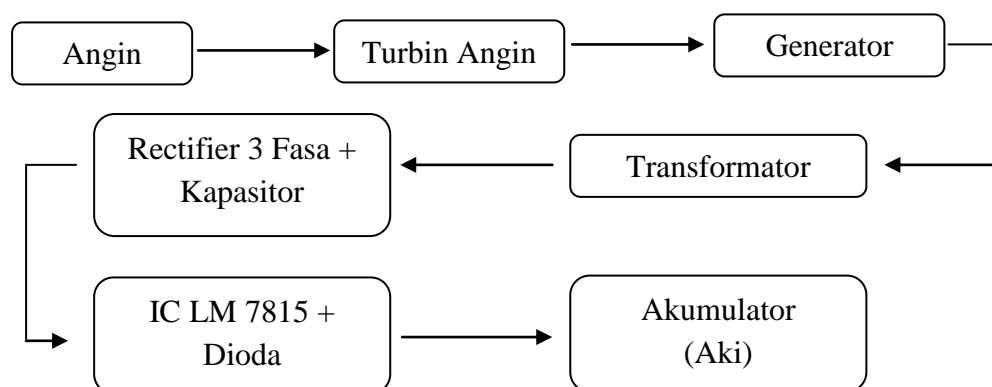 Angin
Turbin Angin
Generator
Transformator
Rectifier 3 Fasa +
Kapasitor
IC LM 7815 +
Dioda
Akumulator
(Aki)